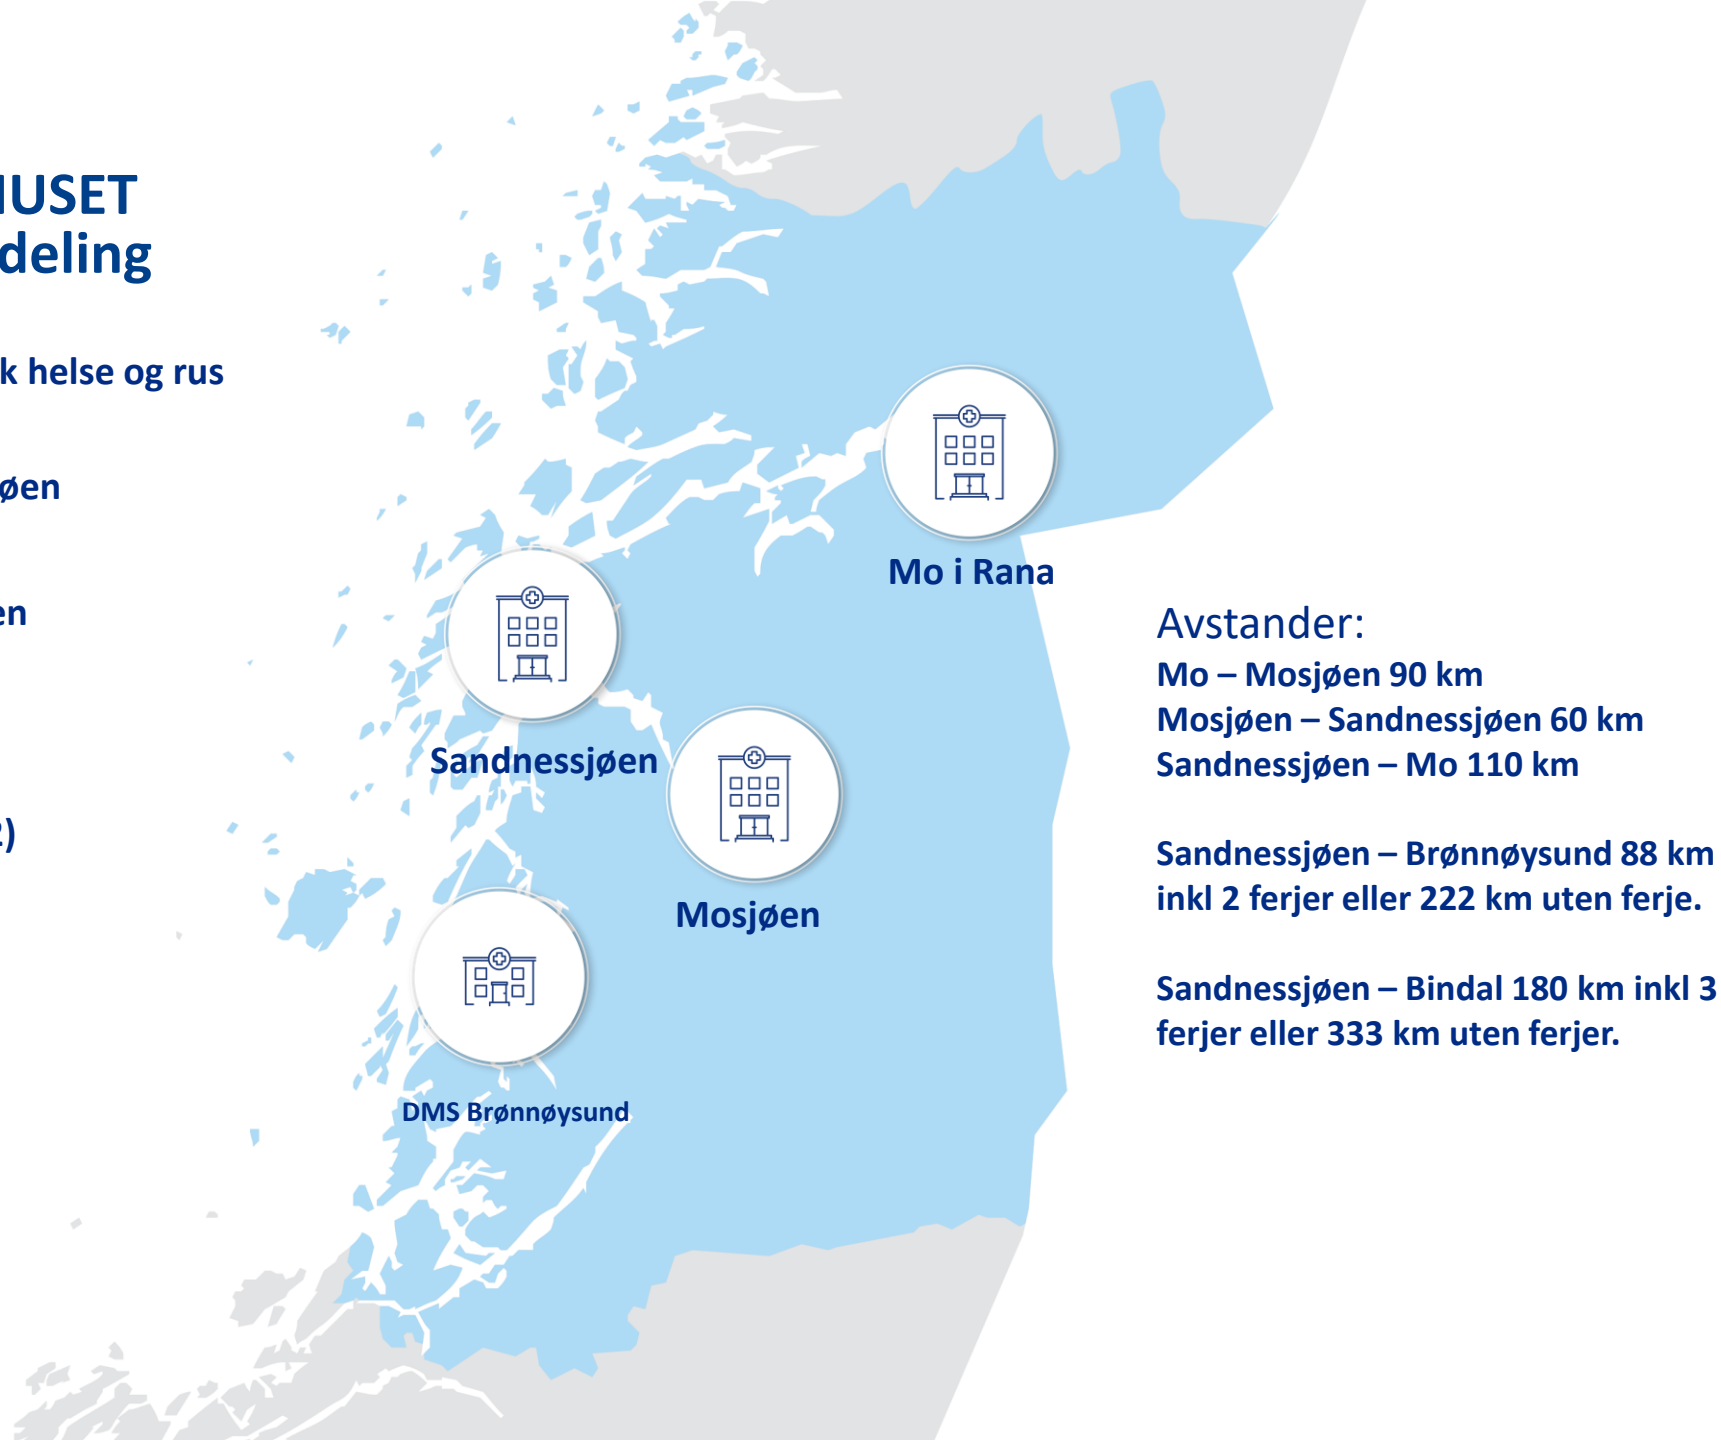 HUSET
deling
k helse og rus
øen
en
2)
Mo i Rana
Sandnessjøen
Mosjøen
DMS Brønnøysund
Avstander:
Mo – Mosjøen 90 km
Mosjøen – Sandnessjøen 60 km
Sandnessjøen – Mo 110 km
Sandnessjøen – Brønnøysund 88 km
inkl 2 ferjer eller 222 km uten ferje.
Sandnessjøen – Bindal 180 km inkl 3
ferjer eller 333 km uten ferjer.